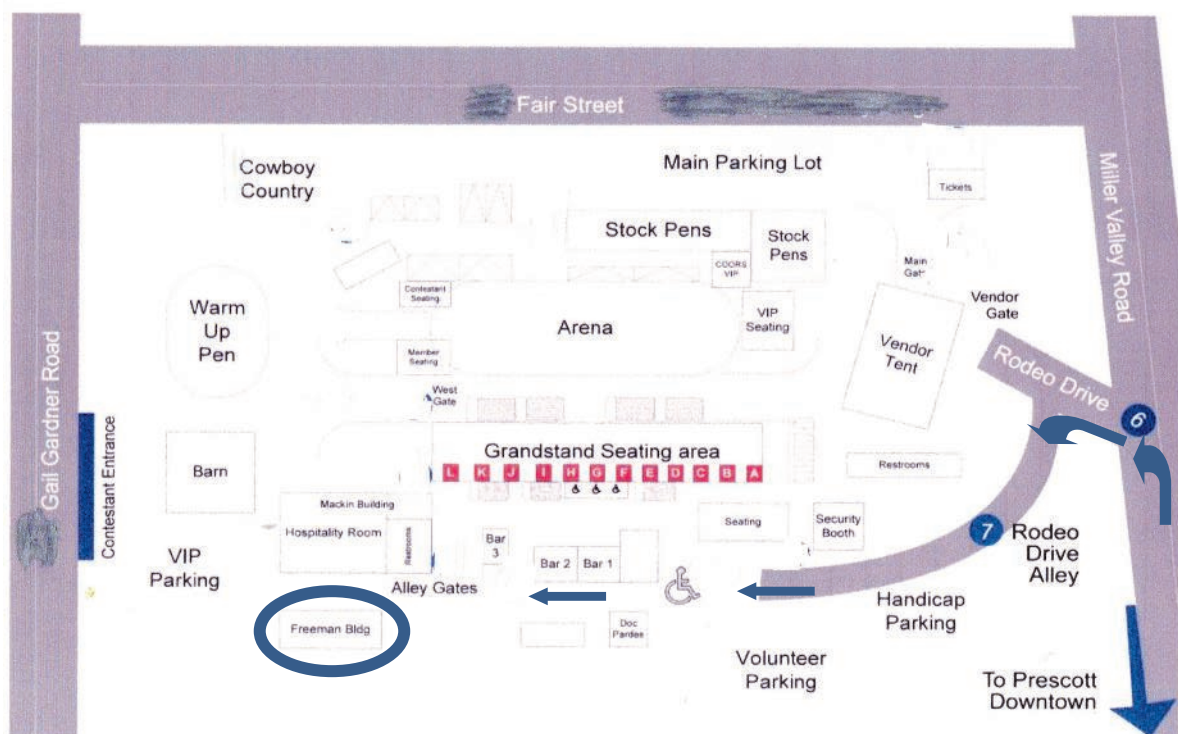 Fair Street
Cowboy
Country
Main Parking Lot
Tickets
Stock Pens
Stock
Pens
COORS
VIP
Main
Gate
Contestant
Seating
Vendor
Gate
Warm
Up
Pen
Arena
VIP
Seating
Vendor
Tent
Member
Seating
West
Gate
Rodeo Drive
6
Miller Valley Road
Gail Gardner Road
Contestant Entrance
Barn
Grandstand Seating area
L K J I H G F E D C B A
Restrooms
Mackin Building
Hospitality Room
Restrooms
Bar
3
Seating
Security
Booth
7
Rodeo
Drive
Alley
VIP
Parking
Bar 2
Bar 1
Alley Gates
Handicap
Parking
Freeman Bldg
Doc
Pardee
Volunteer
Parking
To Prescott
Downtown